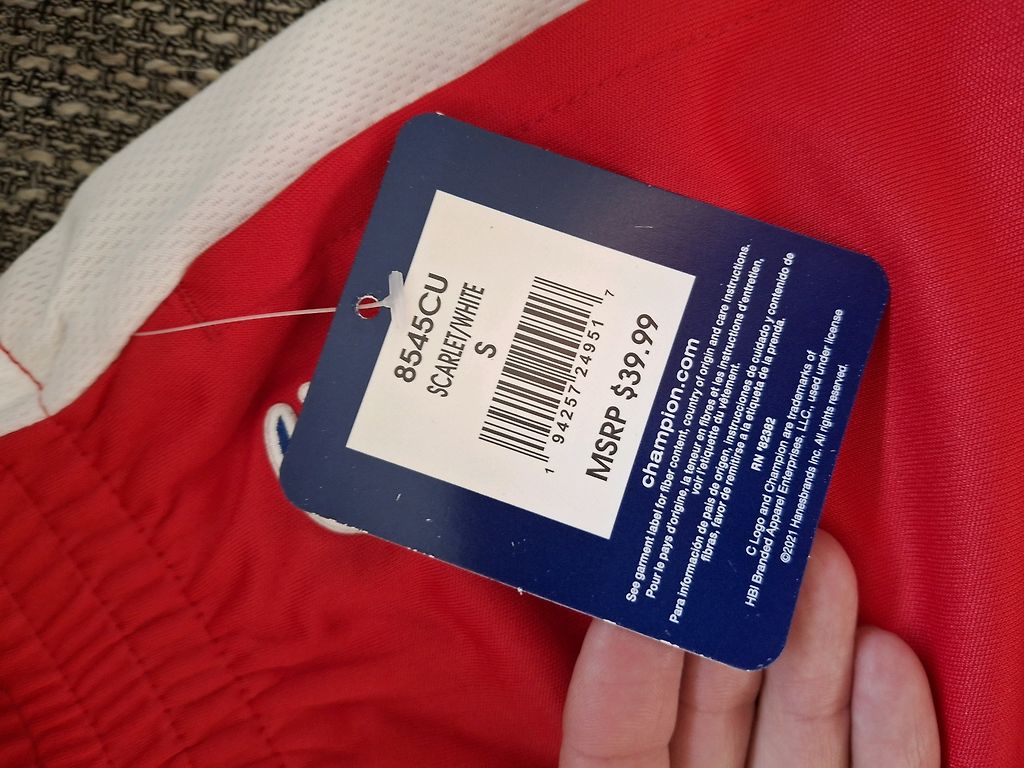 8545CU
SCARLET/WHITE
S
1 94257 24951 7
MSRP $39.99
champion.com
See garment label for fiber content, country of origin and care instructions.
Pour le pays d'origine, la teneur en fibres et les instructions d'entretien,
voir l'etiquette du vêtement.
Para información de pais de origen, instrucciones de cuidado y contenido de
fibras, favor de remitirse a la etiqueta de la prenda.
RN *82382
C Logo and Champion are trademarks of
HBI Branded Apparel Enterprises, LLC., used under license
©2021 Hanesbrands Inc. All rights reserved.